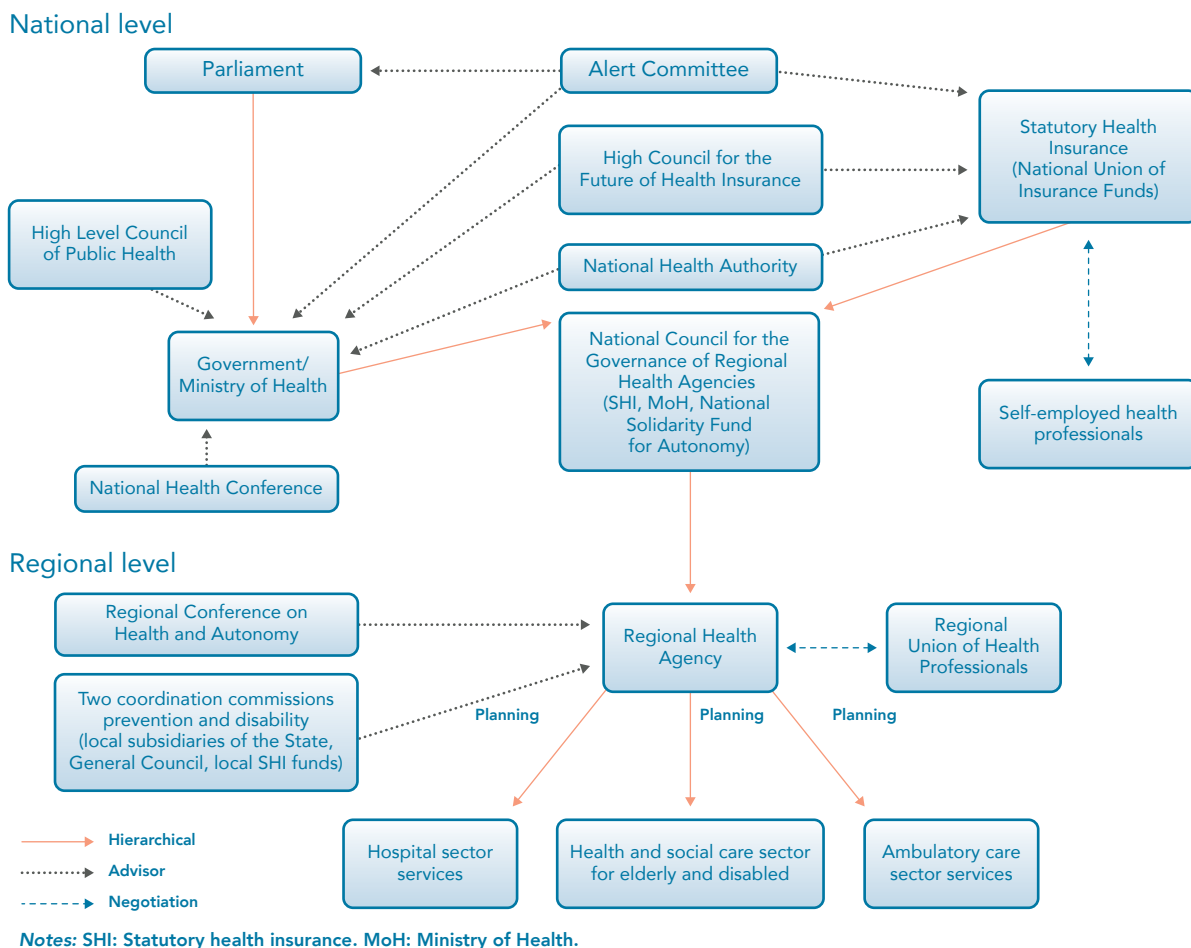 National level
Parliament
Alert Committee
Statutory Health
Insurance
(National Union of
Insurance Funds)
High Council for the
Future of Health Insurance
High Level Council
of Public Health
National Health Authority
Government/
Ministry of Health
National Council for the
Governance of Regional
Health Agencies
(SHI, MoH, National
Solidarity Fund
for Autonomy)
Self-employed health
professionals
National Health Conference
Regional level
Regional Conference on
Health and Autonomy
Regional Health
Agency
Regional
Union of Health
Professionals
Two coordination commissions
prevention and disability
(local subsidiaries of the State,
General Council, local SHI funds)
Planning
Planning
Planning
Hospital sector
services
Health and social care sector
for elderly and disabled
Ambulatory care
sector services
Hierarchical
Advisor
Negotiation
Notes: SHI: Statutory health insurance. MoH: Ministry of Health.